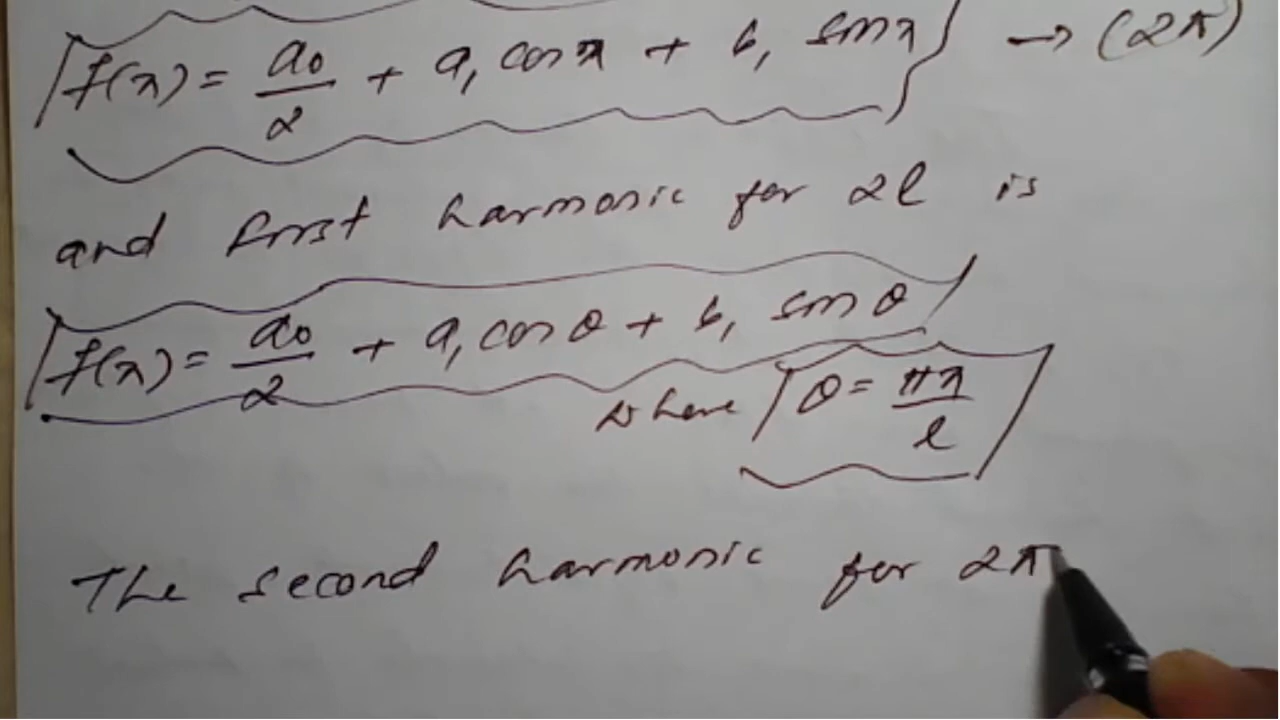 f(x) = a0/2 + a1 cos x + b1 sin x → (2π)
and first harmonic for 2l is
f(x) = a0/2 + a1 cos θ + b1 sin θ
where θ = πx/l
The second harmonic for 2π